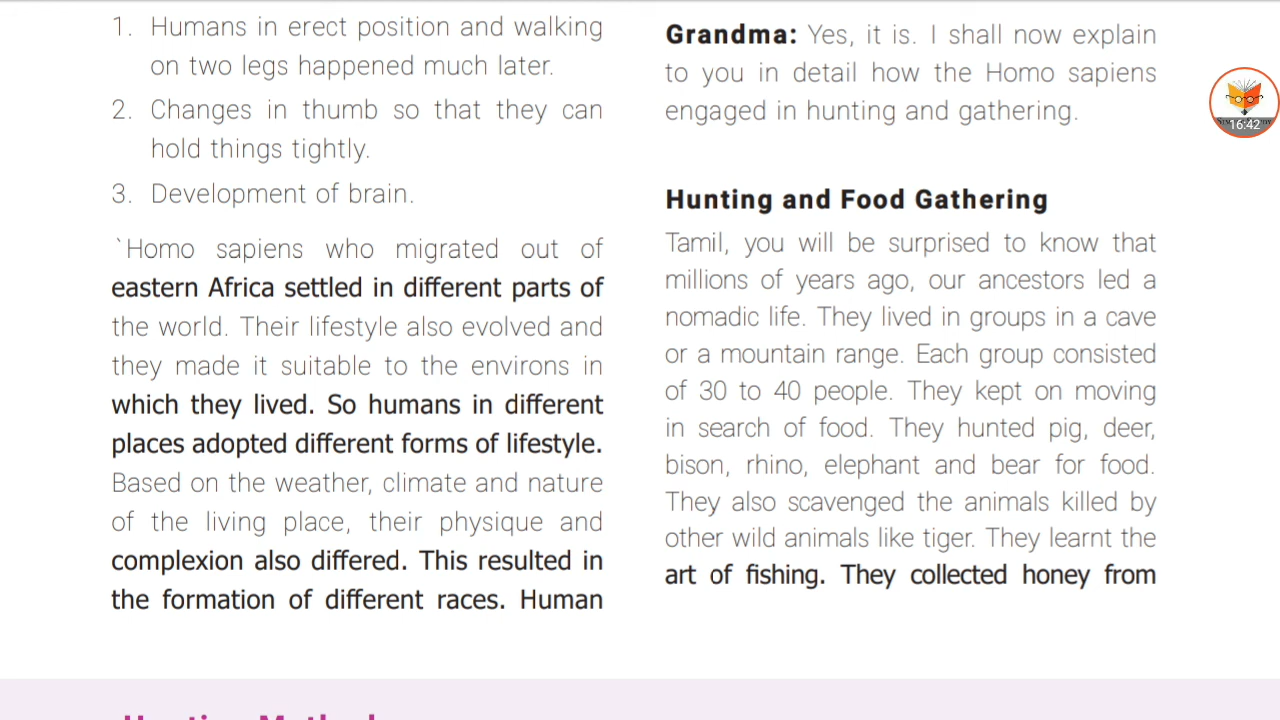 1. Humans in erect position and walking
on two legs happened much later.
2. Changes in thumb so that they can
hold things tightly.
3. Development of brain.
`Homo sapiens who migrated out of
eastern Africa settled in different parts of
the world. Their lifestyle also evolved and
they made it suitable to the environs in
which they lived. So humans in different
places adopted different forms of lifestyle.
Based on the weather, climate and nature
of the living place, their physique and
complexion also differed. This resulted in
the formation of different races. Human
Grandma: Yes, it is. I shall now explain
to you in detail how the Homo sapiens
engaged in hunting and gathering.
Hunting and Food Gathering
Tamil, you will be surprised to know that
millions of years ago, our ancestors led a
nomadic life. They lived in groups in a cave
or a mountain range. Each group consisted
of 30 to 40 people. They kept on moving
in search of food. They hunted pig, deer,
bison, rhino, elephant and bear for food.
They also scavenged the animals killed by
other wild animals like tiger. They learnt the
art of fishing. They collected honey from
16:42